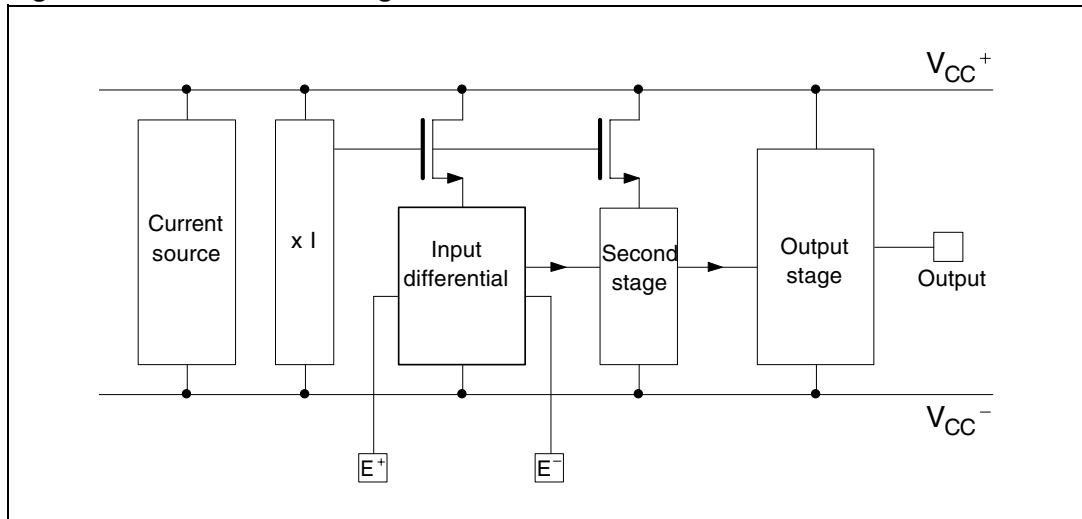 V_CC^+
Current
source
x I
Input
differential
Second
stage
Output
stage
Output
V_CC^−
E^+
E^−